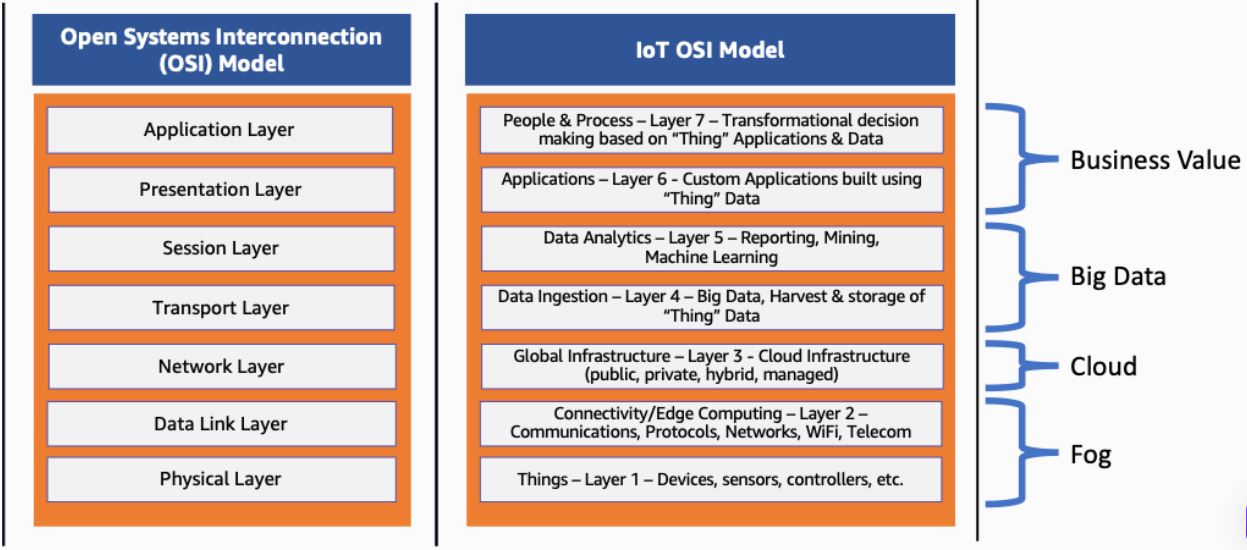 Open Systems Interconnection
(OSI) Model
Application Layer
Presentation Layer
Session Layer
Transport Layer
Network Layer
Data Link Layer
Physical Layer
IoT OSI Model
People & Process – Layer 7 – Transformational decision
making based on “Thing” Applications & Data
Applications – Layer 6 - Custom Applications built using
“Thing” Data
Data Analytics – Layer 5 – Reporting, Mining,
Machine Learning
Data Ingestion – Layer 4 – Big Data, Harvest & storage of
“Thing” Data
Global Infrastructure – Layer 3 - Cloud Infrastructure
(public, private, hybrid, managed)
Connectivity/Edge Computing – Layer 2 –
Communications, Protocols, Networks, WiFi, Telecom
Things – Layer 1 – Devices, sensors, controllers, etc.
Business Value
Big Data
Cloud
Fog